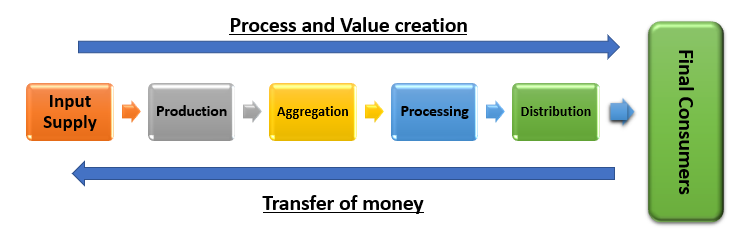 Process and Value creation
Input
Supply
Production
Aggregation
Processing
Distribution
Final Consumers
Transfer of money